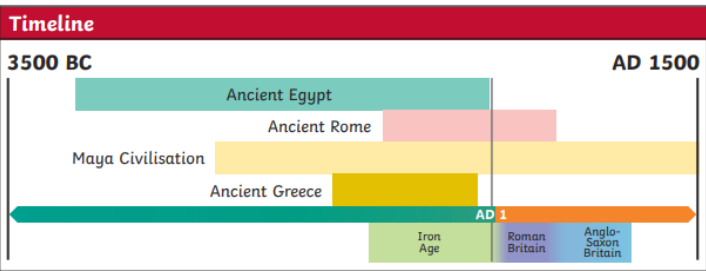 Timeline
3500 BC AD 1500
Ancient Egypt
Ancient Rome
Maya Civilisation
Ancient Greece
AD 1
Iron
Age
Roman
Britain
Anglo-
Saxon
Britain